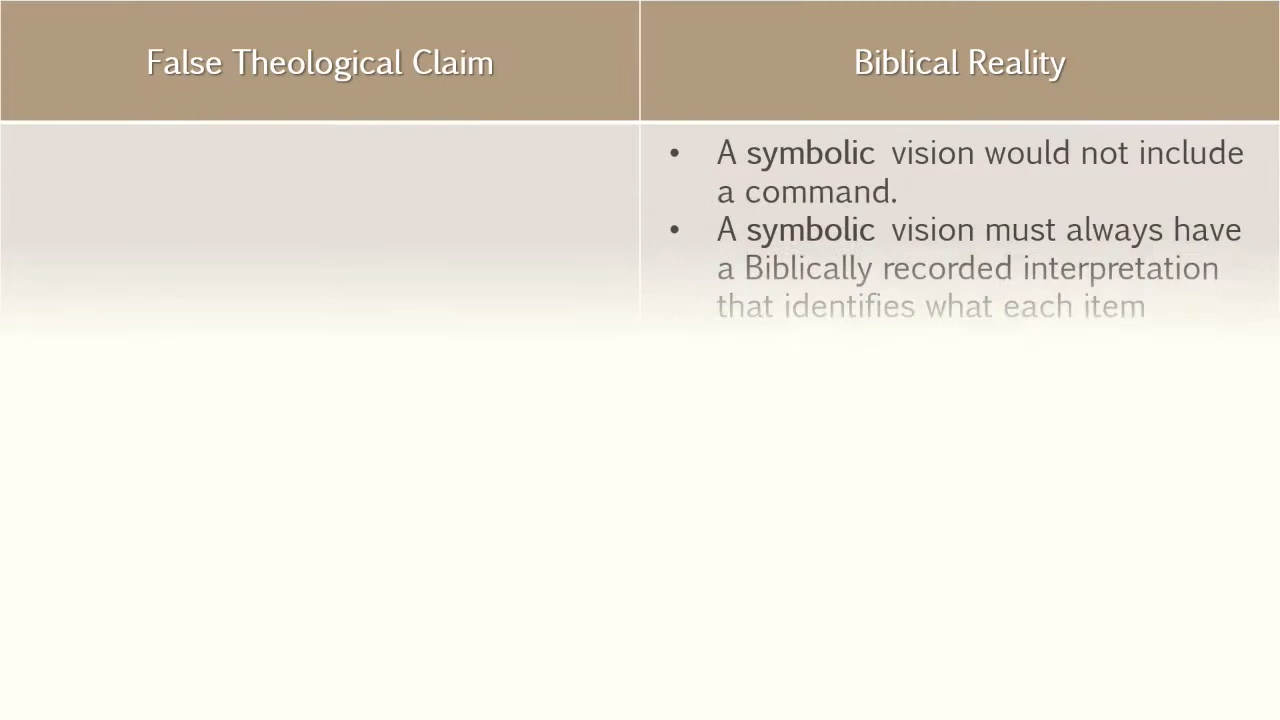 False Theological Claim
Biblical Reality
• A symbolic vision would not include
a command.
• A symbolic vision must always have
a Biblically recorded interpretation
that identifies what each item